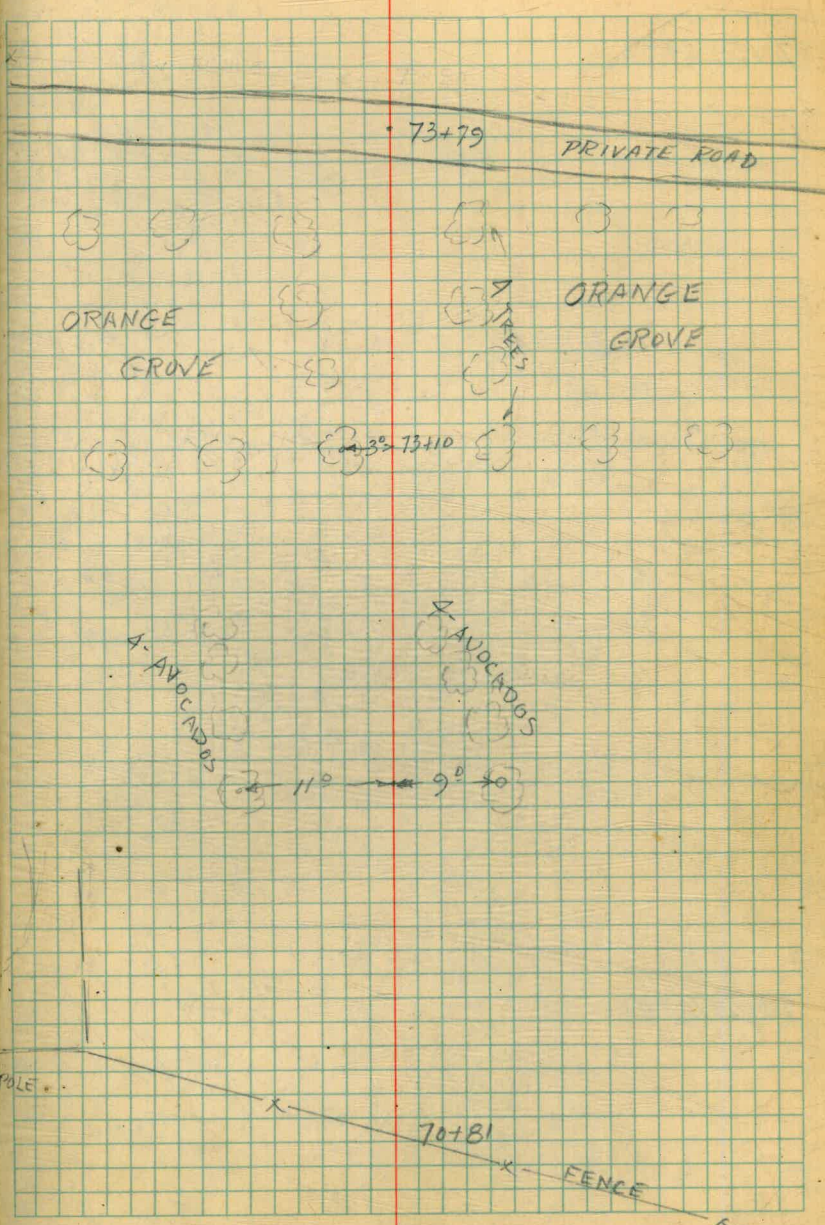 73+79
PRIVATE ROAD
ORANGE
GROVE
4 TREES
ORANGE
GROVE
3° 73+10
4-AVOCADOS
4-AVOCADOS
11° 9°
POLE
70+81
FENCE